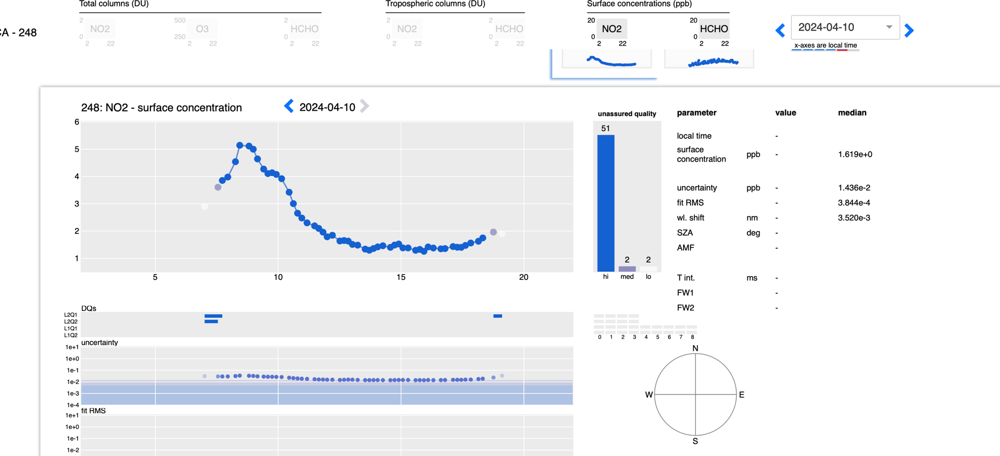 Total columns (DU)
Tropospheric columns (DU)
Surface concentrations (ppb)
CA - 248
2 NO2 0 2 22
500 O3 250 2 22
2 HCHO 0 2 22
2 NO2 0 2 22
2 HCHO 0 2 22
20 NO2 0 2 22
20 HCHO 0 2 22
2024-04-10
x-axes are local time
248: NO2 - surface concentration
2024-04-10
6
5
4
3
2
1
5 10 15 20
unassured quality
51
2 2
hi med lo
parameter value median
local time -
surface
concentration ppb - 1.619e+0
uncertainty ppb - 1.436e-2
fit RMS - 3.844e-4
wl. shift nm - 3.520e-3
SZA deg -
AMF -
T int. ms -
FW1 -
FW2 -
DQs
L2Q1
L2Q2
L1Q1
L1Q2
0 1 2 3 4 5 6 7 8
uncertainty
1e+1
1e+0
1e-1
1e-2
1e-3
1e-4
fit RMS
1e+1
1e+0
1e-1
1e-2
N
W E
S